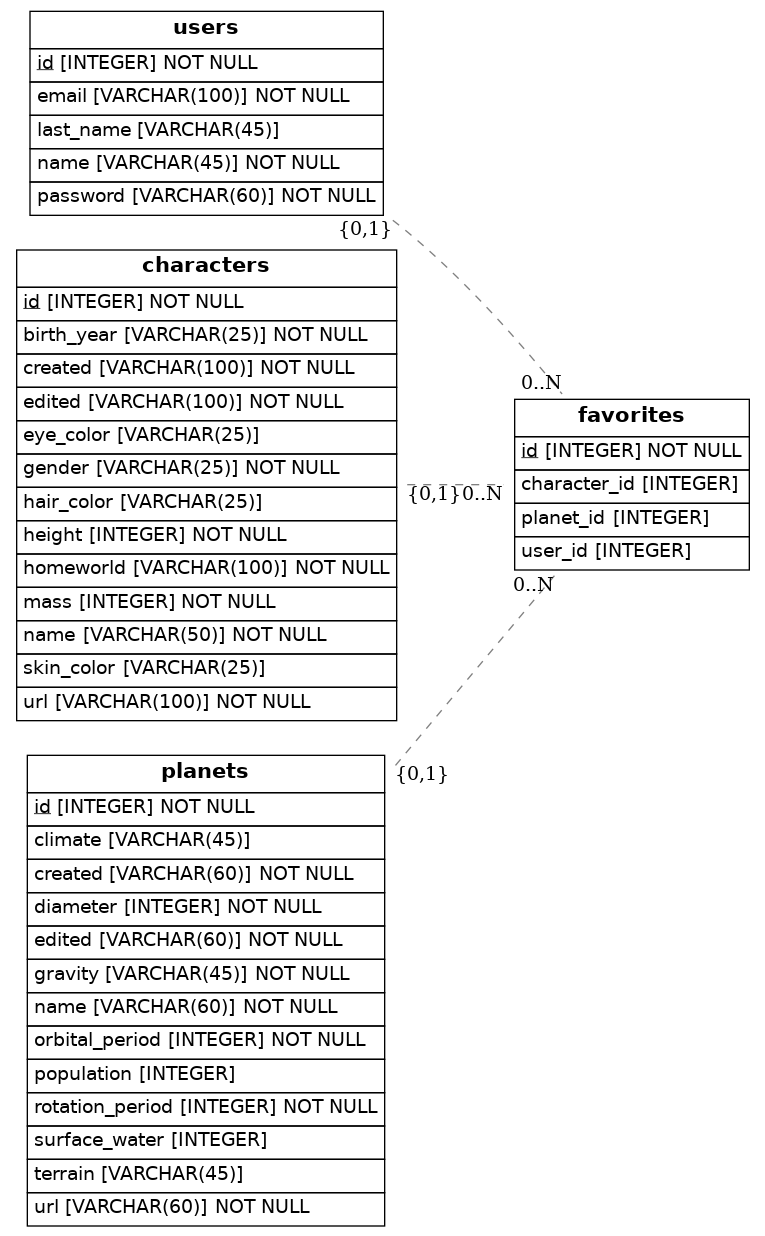 users
id [INTEGER] NOT NULL
email [VARCHAR(100)] NOT NULL
last_name [VARCHAR(45)]
name [VARCHAR(45)] NOT NULL
password [VARCHAR(60)] NOT NULL
{0,1}
characters
id [INTEGER] NOT NULL
birth_year [VARCHAR(25)] NOT NULL
created [VARCHAR(100)] NOT NULL
edited [VARCHAR(100)] NOT NULL
eye_color [VARCHAR(25)]
gender [VARCHAR(25)] NOT NULL
hair_color [VARCHAR(25)]
height [INTEGER] NOT NULL
homeworld [VARCHAR(100)] NOT NULL
mass [INTEGER] NOT NULL
name [VARCHAR(50)] NOT NULL
skin_color [VARCHAR(25)]
url [VARCHAR(100)] NOT NULL
{0,1}
0..N
0..N
favorites
id [INTEGER] NOT NULL
character_id [INTEGER]
planet_id [INTEGER]
user_id [INTEGER]
0..N
{0,1}
planets
id [INTEGER] NOT NULL
climate [VARCHAR(45)]
created [VARCHAR(60)] NOT NULL
diameter [INTEGER] NOT NULL
edited [VARCHAR(60)] NOT NULL
gravity [VARCHAR(45)] NOT NULL
name [VARCHAR(60)] NOT NULL
orbital_period [INTEGER] NOT NULL
population [INTEGER]
rotation_period [INTEGER] NOT NULL
surface_water [INTEGER]
terrain [VARCHAR(45)]
url [VARCHAR(60)] NOT NULL